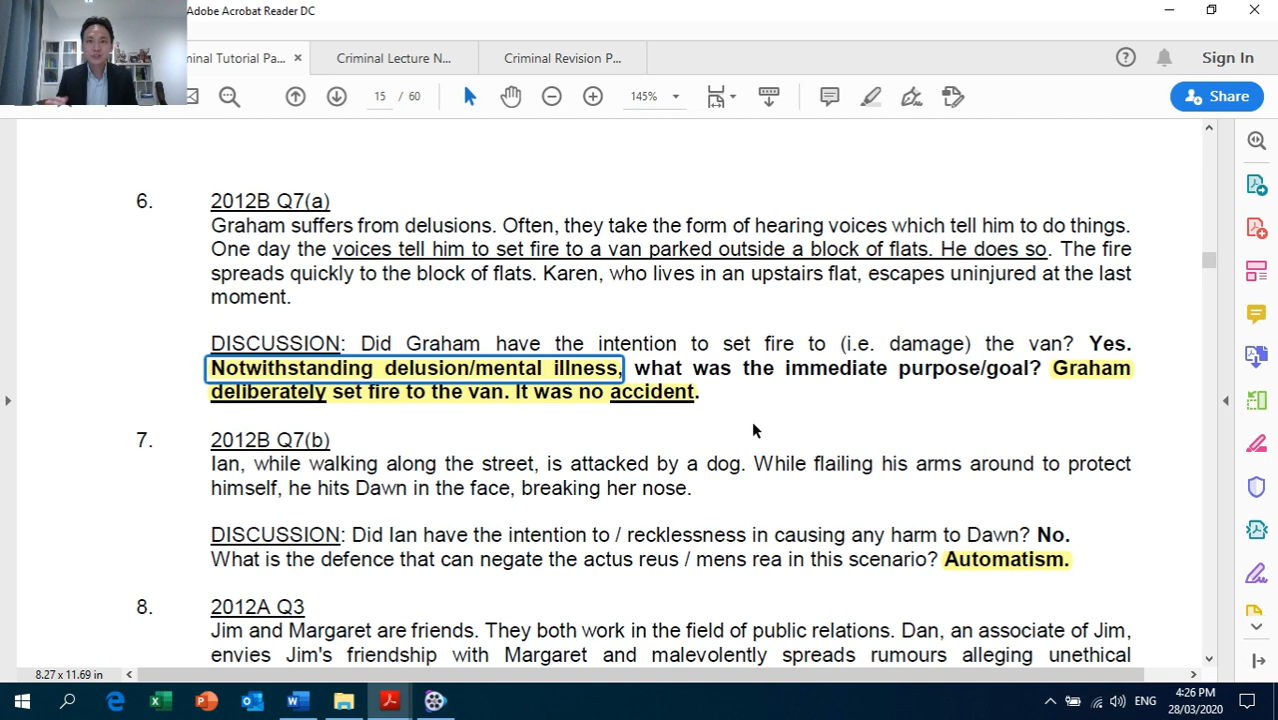 Adobe Acrobat Reader DC
minal Tutorial Pa... ×
Criminal Lecture N...
Criminal Revision P...
Sign In
15 / 60
145%
Share
6. 2012B Q7(a)
Graham suffers from delusions. Often, they take the form of hearing voices which tell him to do things.
One day the voices tell him to set fire to a van parked outside a block of flats. He does so. The fire
spreads quickly to the block of flats. Karen, who lives in an upstairs flat, escapes uninjured at the last
moment.
DISCUSSION: Did Graham have the intention to set fire to (i.e. damage) the van? Yes.
Notwithstanding delusion/mental illness, what was the immediate purpose/goal? Graham
deliberately set fire to the van. It was no accident.
7. 2012B Q7(b)
Ian, while walking along the street, is attacked by a dog. While flailing his arms around to protect
himself, he hits Dawn in the face, breaking her nose.
DISCUSSION: Did Ian have the intention to / recklessness in causing any harm to Dawn? No.
What is the defence that can negate the actus reus / mens rea in this scenario? Automatism.
8. 2012A Q3
Jim and Margaret are friends. They both work in the field of public relations. Dan, an associate of Jim,
envies Jim's friendship with Margaret and malevolently spreads rumours alleging unethical
8.27 x 11.69 in
ENG
4:26 PM
28/03/2020